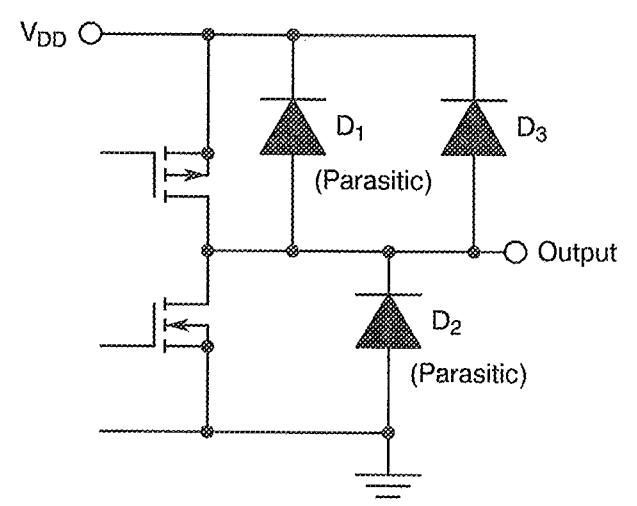 VDD
D1
D3
(Parasitic)
Output
D2
(Parasitic)